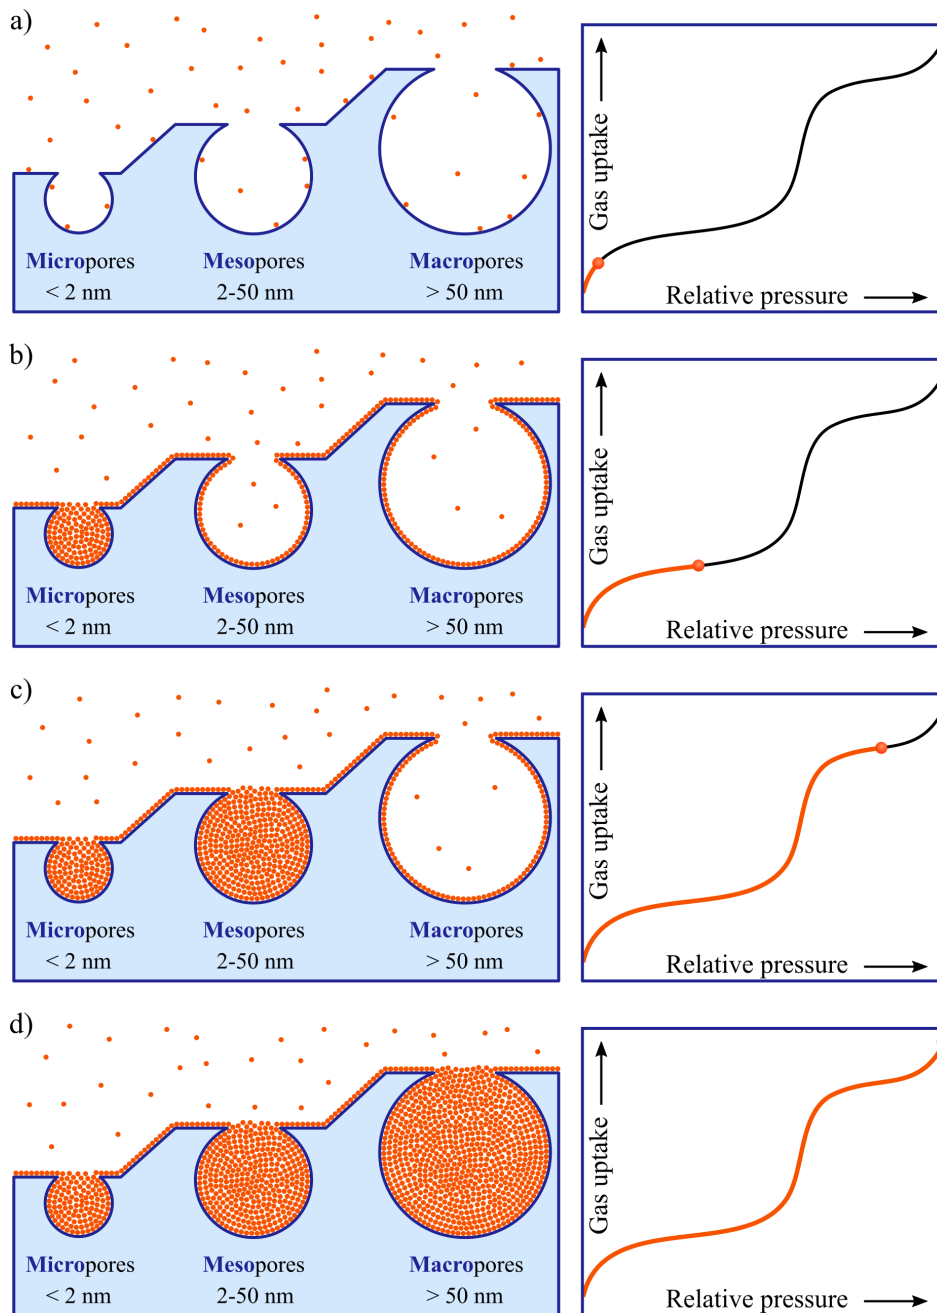 a)
Micropores
< 2 nm
Mesopores
2-50 nm
Macropores
> 50 nm
Gas uptake
Relative pressure
b)
Micropores
< 2 nm
Mesopores
2-50 nm
Macropores
> 50 nm
Gas uptake
Relative pressure
c)
Micropores
< 2 nm
Mesopores
2-50 nm
Macropores
> 50 nm
Gas uptake
Relative pressure
d)
Micropores
< 2 nm
Mesopores
2-50 nm
Macropores
> 50 nm
Gas uptake
Relative pressure